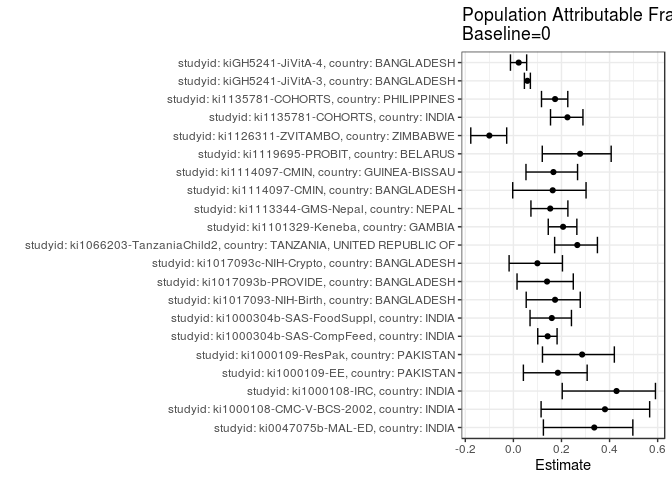 Population Attributable Fra
Baseline=0
studyid: kiGH5241-JiVitA-4, country: BANGLADESH
studyid: kiGH5241-JiVitA-3, country: BANGLADESH
studyid: ki1135781-COHORTS, country: PHILIPPINES
studyid: ki1135781-COHORTS, country: INDIA
studyid: ki1126311-ZVITAMBO, country: ZIMBABWE
studyid: ki1119695-PROBIT, country: BELARUS
studyid: ki1114097-CMIN, country: GUINEA-BISSAU
studyid: ki1114097-CMIN, country: BANGLADESH
studyid: ki1113344-GMS-Nepal, country: NEPAL
studyid: ki1101329-Keneba, country: GAMBIA
studyid: ki1066203-TanzaniaChild2, country: TANZANIA, UNITED REPUBLIC OF
studyid: ki1017093c-NIH-Crypto, country: BANGLADESH
studyid: ki1017093b-PROVIDE, country: BANGLADESH
studyid: ki1017093-NIH-Birth, country: BANGLADESH
studyid: ki1000304b-SAS-FoodSuppl, country: INDIA
studyid: ki1000304b-SAS-CompFeed, country: INDIA
studyid: ki1000109-ResPak, country: PAKISTAN
studyid: ki1000109-EE, country: PAKISTAN
studyid: ki1000108-IRC, country: INDIA
studyid: ki1000108-CMC-V-BCS-2002, country: INDIA
studyid: ki0047075b-MAL-ED, country: INDIA
-0.2 0.0 0.2 0.4 0.6
Estimate